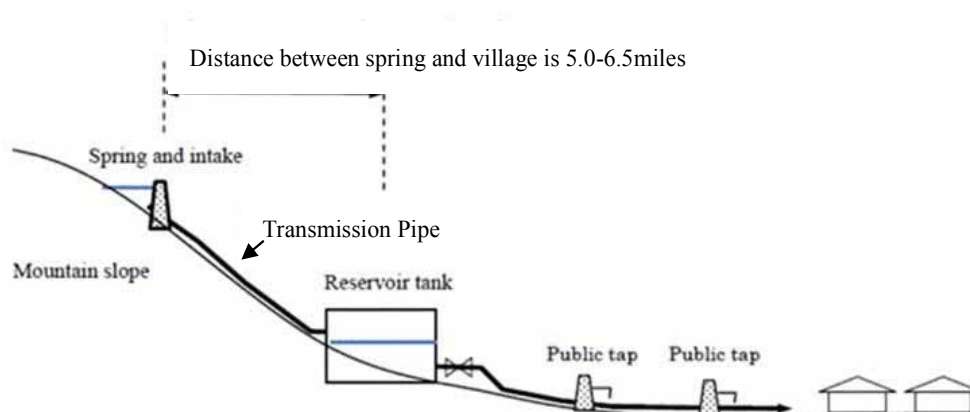 Distance between spring and village is 5.0-6.5miles
Spring and intake
Transmission Pipe
Mountain slope
Reservoir tank
Public tap
Public tap